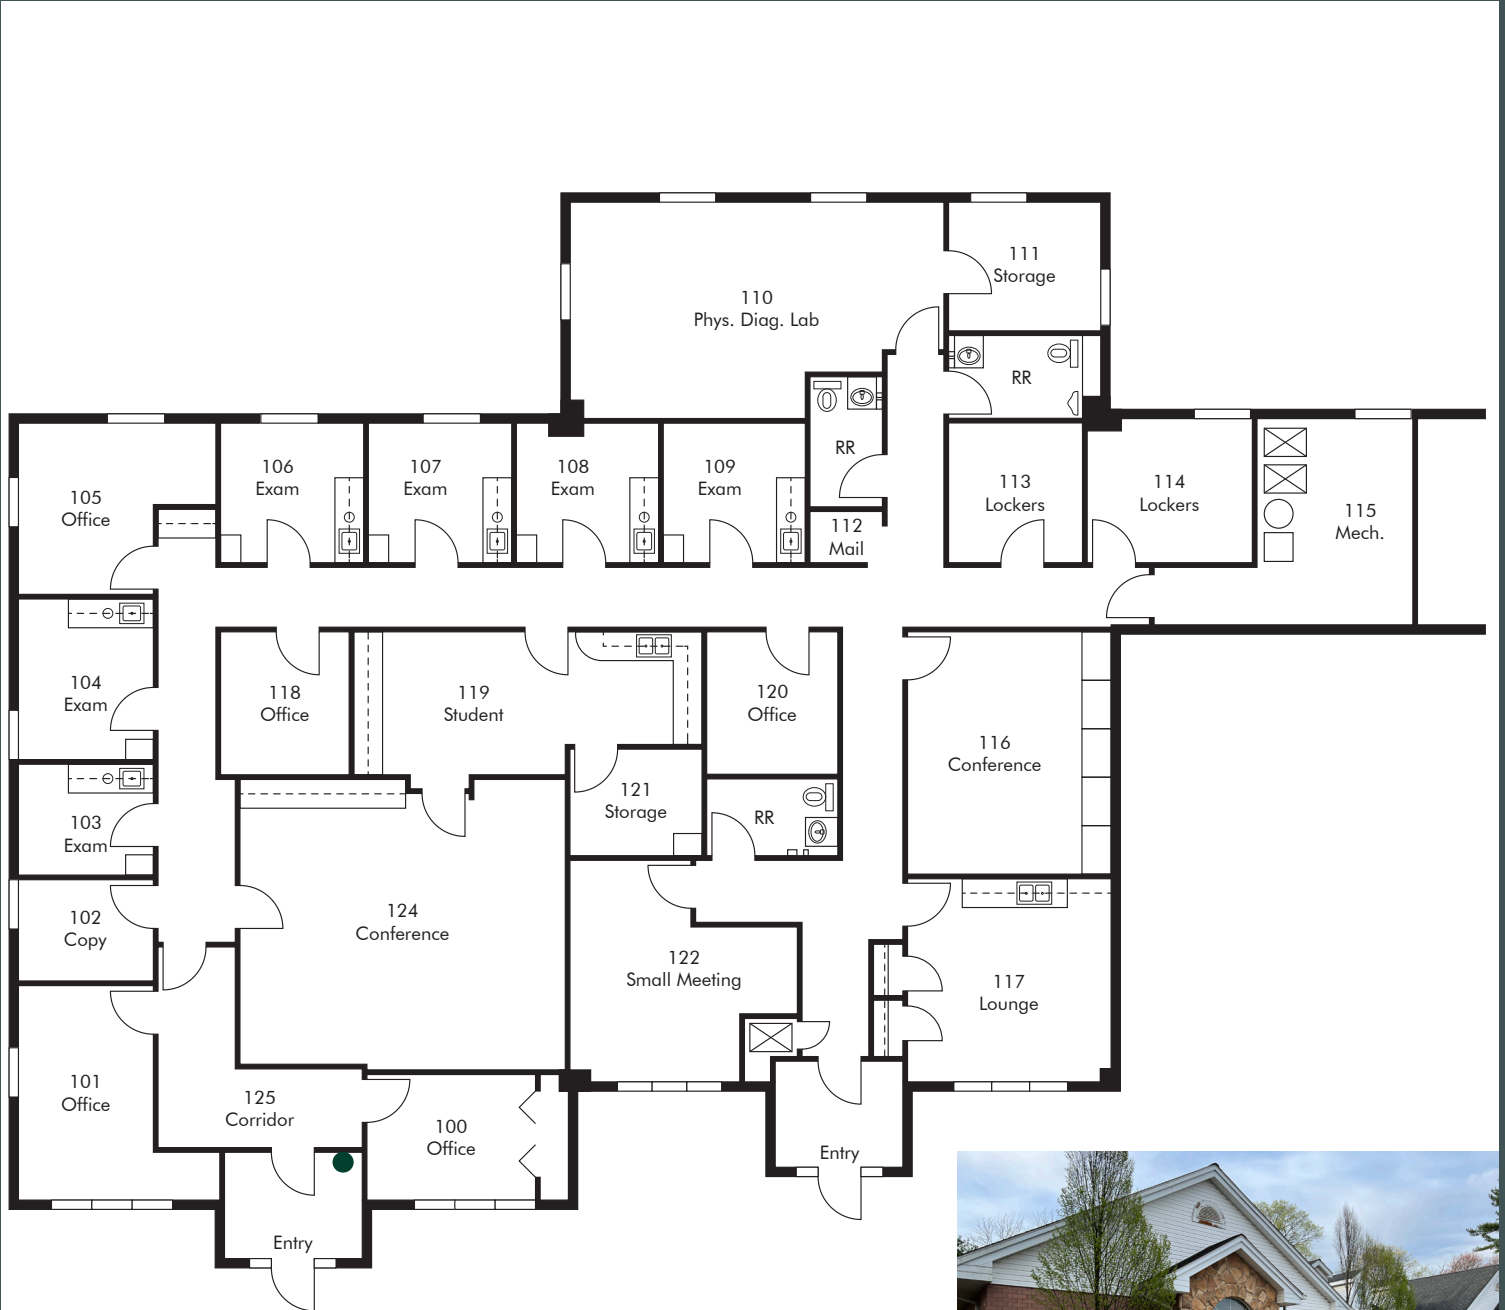 111
Storage
110
Phys. Diag. Lab
RR
RR
106
Exam
107
Exam
108
Exam
109
Exam
105
Office
112
Mail
113
Lockers
114
Lockers
115
Mech.
104
Exam
118
Office
119
Student
120
Office
116
Conference
121
Storage
RR
103
Exam
102
Copy
124
Conference
122
Small Meeting
117
Lounge
101
Office
125
Corridor
100
Office
Entry
Entry